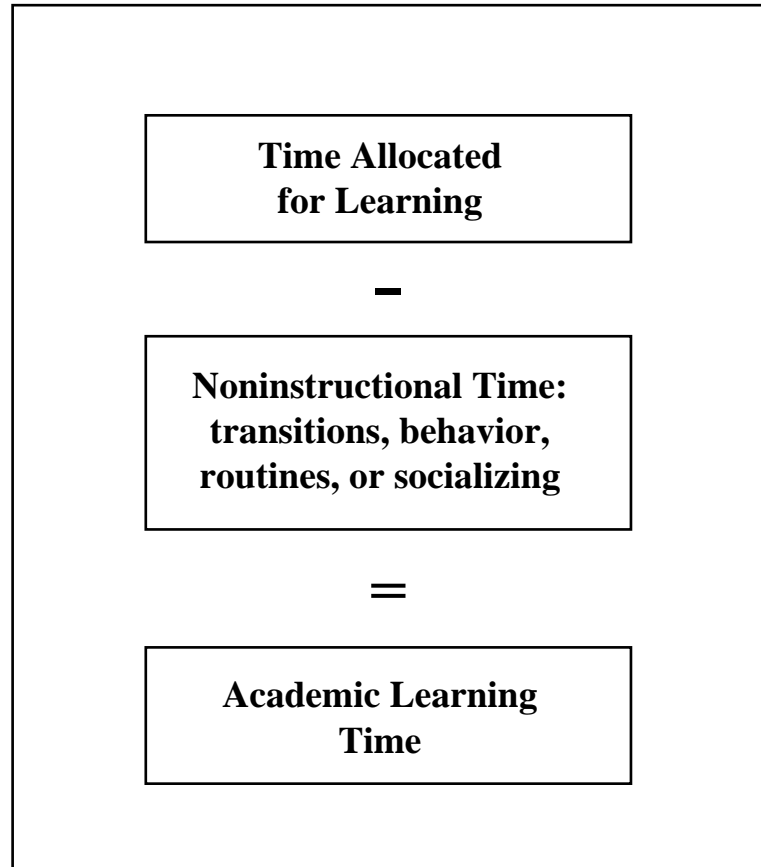 Time Allocated
for Learning
-
Noninstructional Time:
transitions, behavior,
routines, or socializing
=
Academic Learning
Time